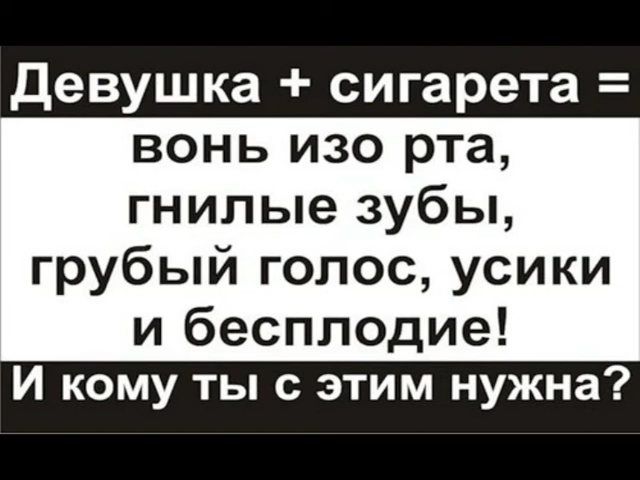 Девушка + сигарета =
вонь изо рта,
гнилые зубы,
грубый голос, усики
и бесплодие!
И кому ты с этим нужна?